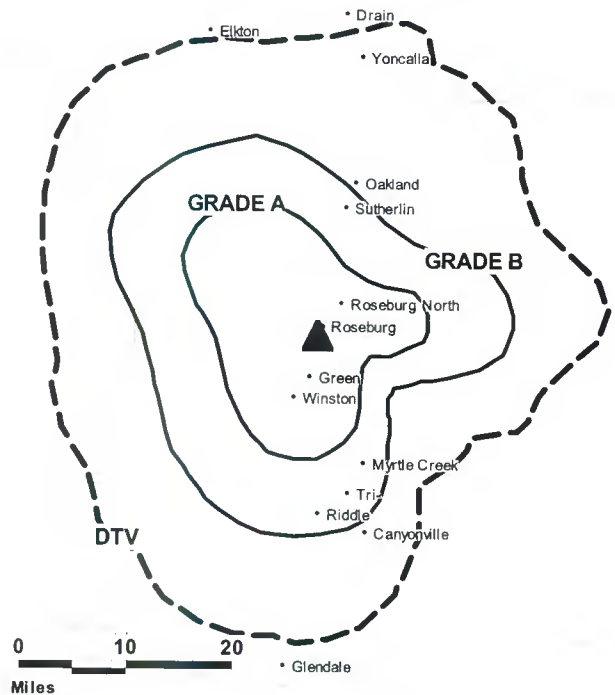 Drain
Elkton
Yoncalla
Oakland
GRADE A
Sutherlin
GRADE B
Roseburg North
Roseburg
Green
Winston
Myrtle Creek
Tri-
Riddle
Canyonville
DTV
0 10 20
Glendale
Miles